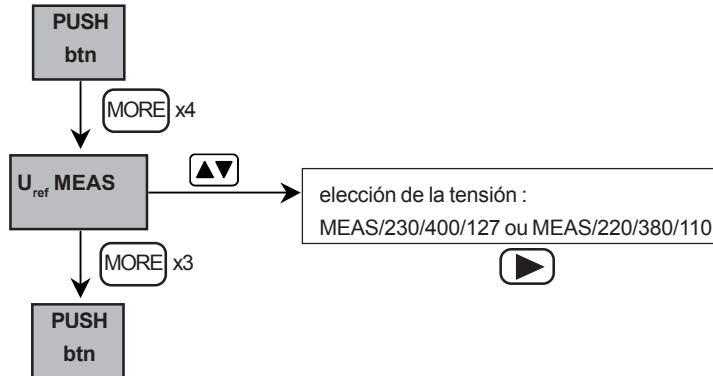 PUSH
btn
MORE x4
Uref MEAS
▲▼
elección de la tensión :
MEAS/230/400/127 ou MEAS/220/380/110
►
MORE x3
PUSH
btn